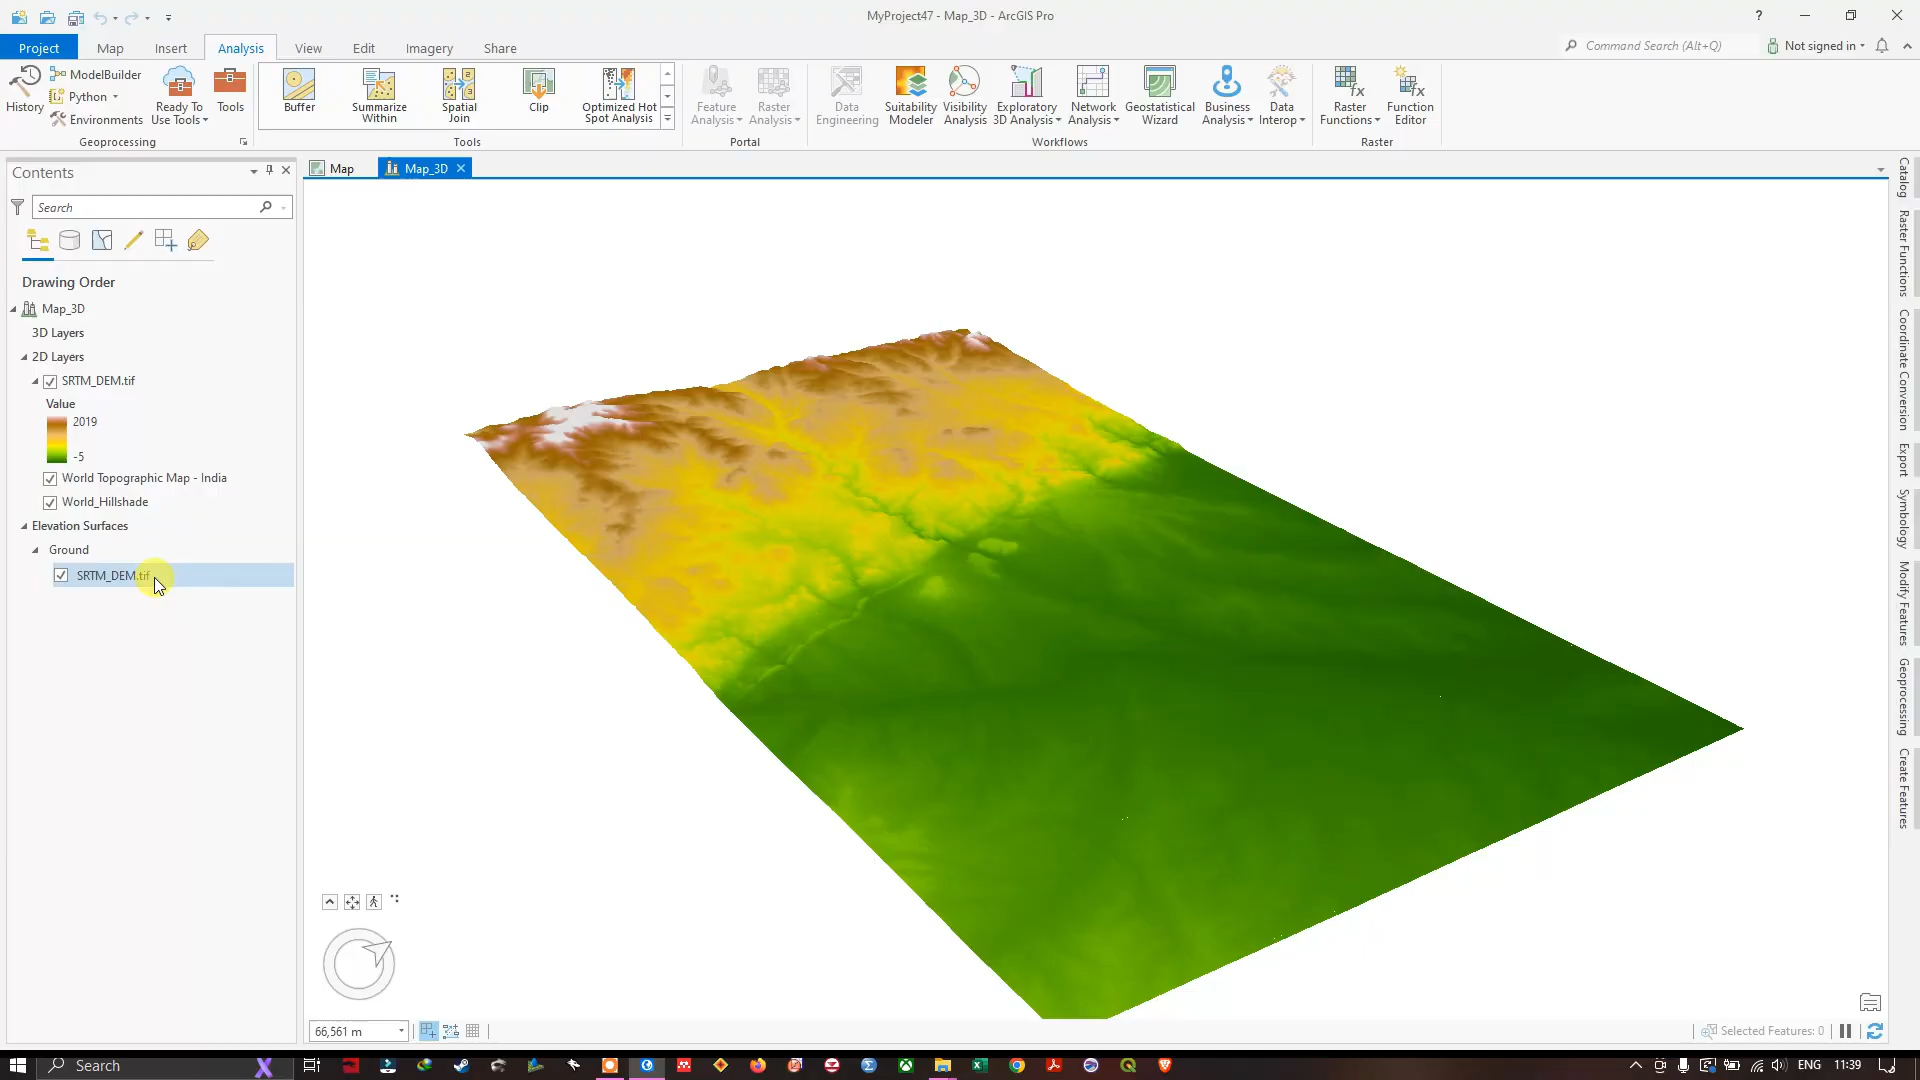 MyProject47 - Map_3D - ArcGIS Pro
?
Project
Map
Insert
Analysis
View
Edit
Imagery
Share
Command Search (Alt+Q)
Not signed in
History
ModelBuilder
Python
Environments
Ready To
Use Tools
Tools
Geoprocessing
Buffer
Summarize
Within
Spatial
Join
Clip
Optimized Hot
Spot Analysis
Tools
Feature
Analysis
Raster
Analysis
Portal
Data
Engineering
Suitability
Modeler
Visibility
Analysis
Exploratory
3D Analysis
Network
Analysis
Geostatistical
Wizard
Business
Analysis
Data
Interop
Workflows
Raster
Functions
Function
Editor
Raster
Contents
Search
Drawing Order
Map_3D
3D Layers
2D Layers
SRTM_DEM.tif
Value
2019
-5
World Topographic Map - India
World_Hillshade
Elevation Surfaces
Ground
SRTM_DEM.tif
Map
Map_3D
Catalog
Raster Functions
Coordinate Conversion
Export
Symbology
Modify Features
Geoprocessing
Create Features
66,561 m
Selected Features: 0
Search
ENG
11:39